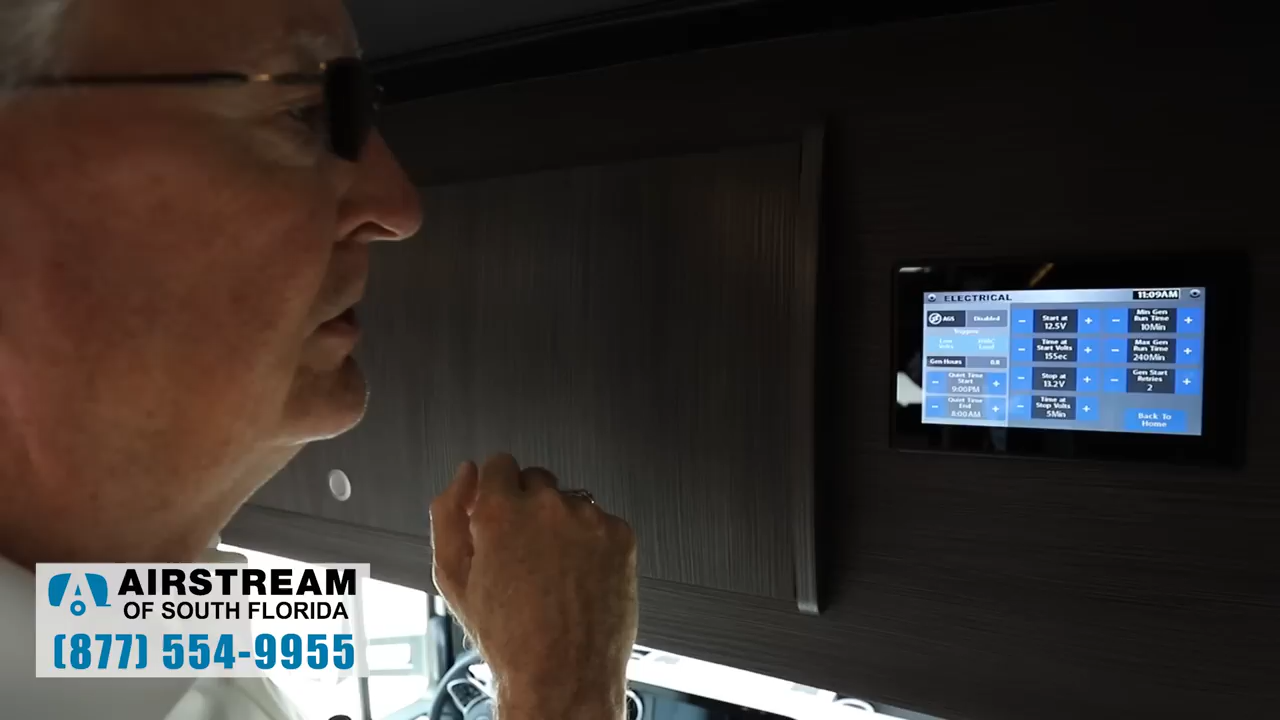 ELECTRICAL
11:09AM
AGS
Disabled
Triggers
Low
Volts
HVAC
Load
Gen Hours
0.8
Quiet Time
Start
9:00PM
Quiet Time
End
8:00AM
Start at
12.5V
Time at
Start Volts
15Sec
Stop at
13.2V
Time at
Stop Volts
5Min
Min Gen
Run Time
10Min
Max Gen
Run Time
240Min
Gen Start
Retries
2
Back To
Home
AIRSTREAM
OF SOUTH FLORIDA
(877) 554-9955